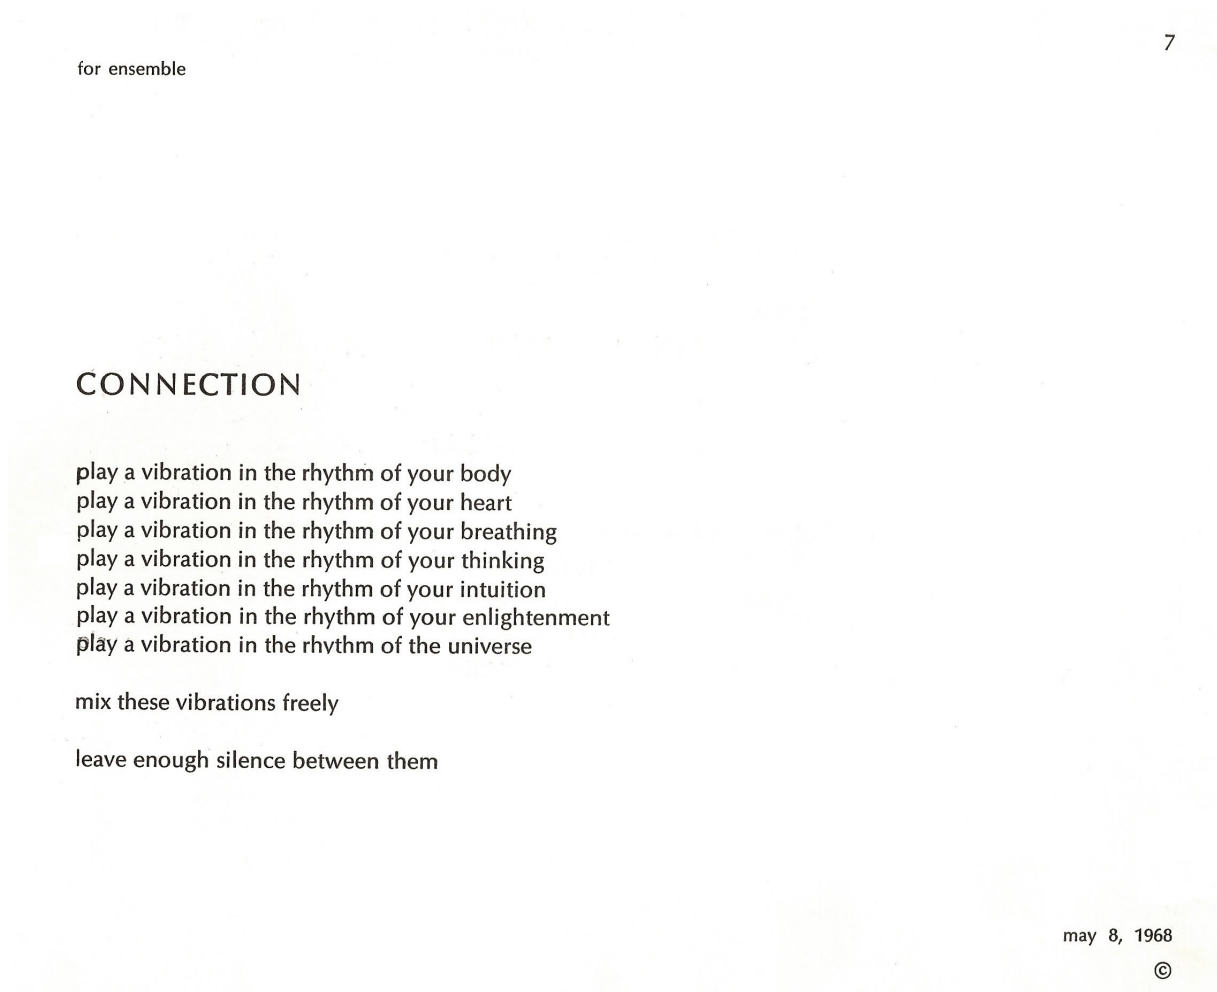 7
for ensemble
CONNECTION
play a vibration in the rhythm of your body
play a vibration in the rhythm of your heart
play a vibration in the rhythm of your breathing
play a vibration in the rhythm of your thinking
play a vibration in the rhythm of your intuition
play a vibration in the rhythm of your enlightenment
play a vibration in the rhythm of the universe
mix these vibrations freely
leave enough silence between them
may 8, 1968
©